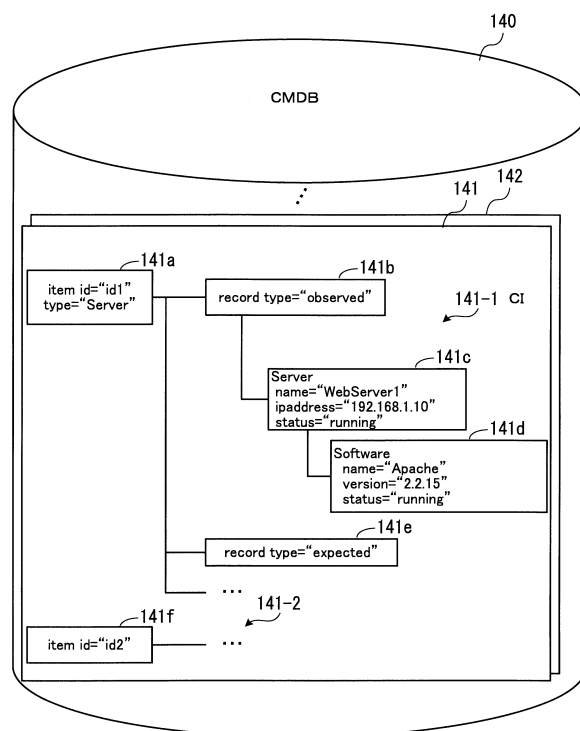 140
CMDB
⋮
142
141
141a
item id=“id1”
type=“Server”
141b
record type=“observed”
141-1 CI
141c
Server
name=“WebServer1”
ipaddress=“192.168.1.10”
status=“running”
141d
Software
name=“Apache”
version=“2.2.15”
status=“running”
141e
record type=“expected”
...
141f
141-2
item id=“id2”
...